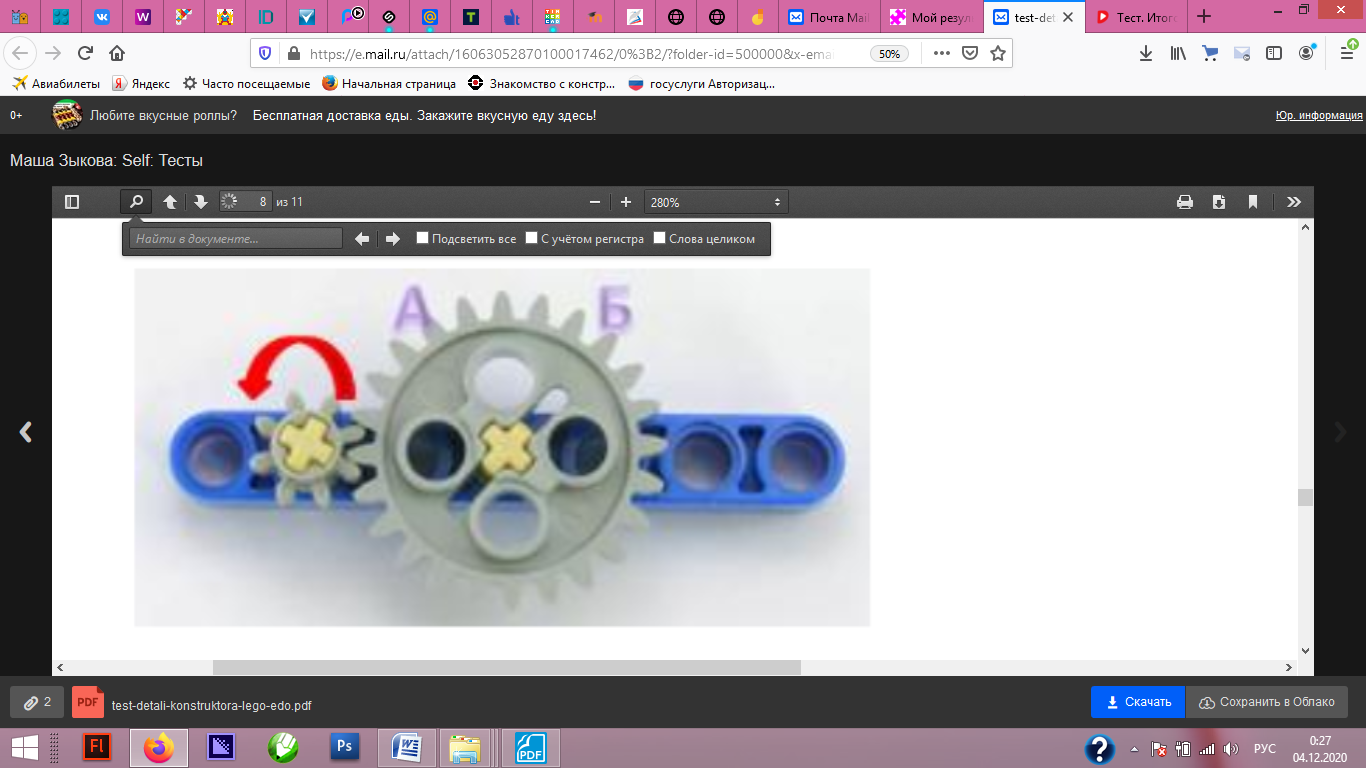 Почта Mail
Мой резул
test-det
Тест. Итого
https://e.mail.ru/attach/16063052870100017462/0%3B2/?folder-id=500000&x-ema
50%
Авиабилеты
Яндекс
Часто посещаемые
Начальная страница
Знакомство с констр...
госуслуги Авторизац...
0+
Любите вкусные роллы?
Бесплатная доставка еды. Закажите вкусную еду здесь!
Юр. информация
Маша Зыкова: Self: Тесты
8 из 11
280%
Найти в документе...
Подсветить все
С учётом регистра
Слова целиком
А
Б
2
PDF
test-detali-konstruktora-lego-edo.pdf
Скачать
Сохранить в Облако
Fl
Ps
W
PDF
РУС
0:27
04.12.2020